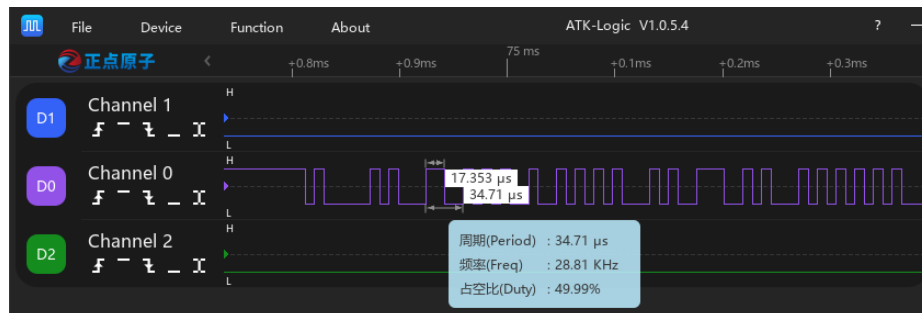 File Device Function About ATK-Logic V1.0.5.4 ?
正点原子 < +0.8ms +0.9ms 75 ms +0.1ms +0.2ms +0.3ms
H
D1 Channel 1
L
H
D0 Channel 0
17.353 μs
34.71 μs
L
H
D2 Channel 2
L
周期(Period) : 34.71 μs
频率(Freq) : 28.81 KHz
占空比(Duty) : 49.99%